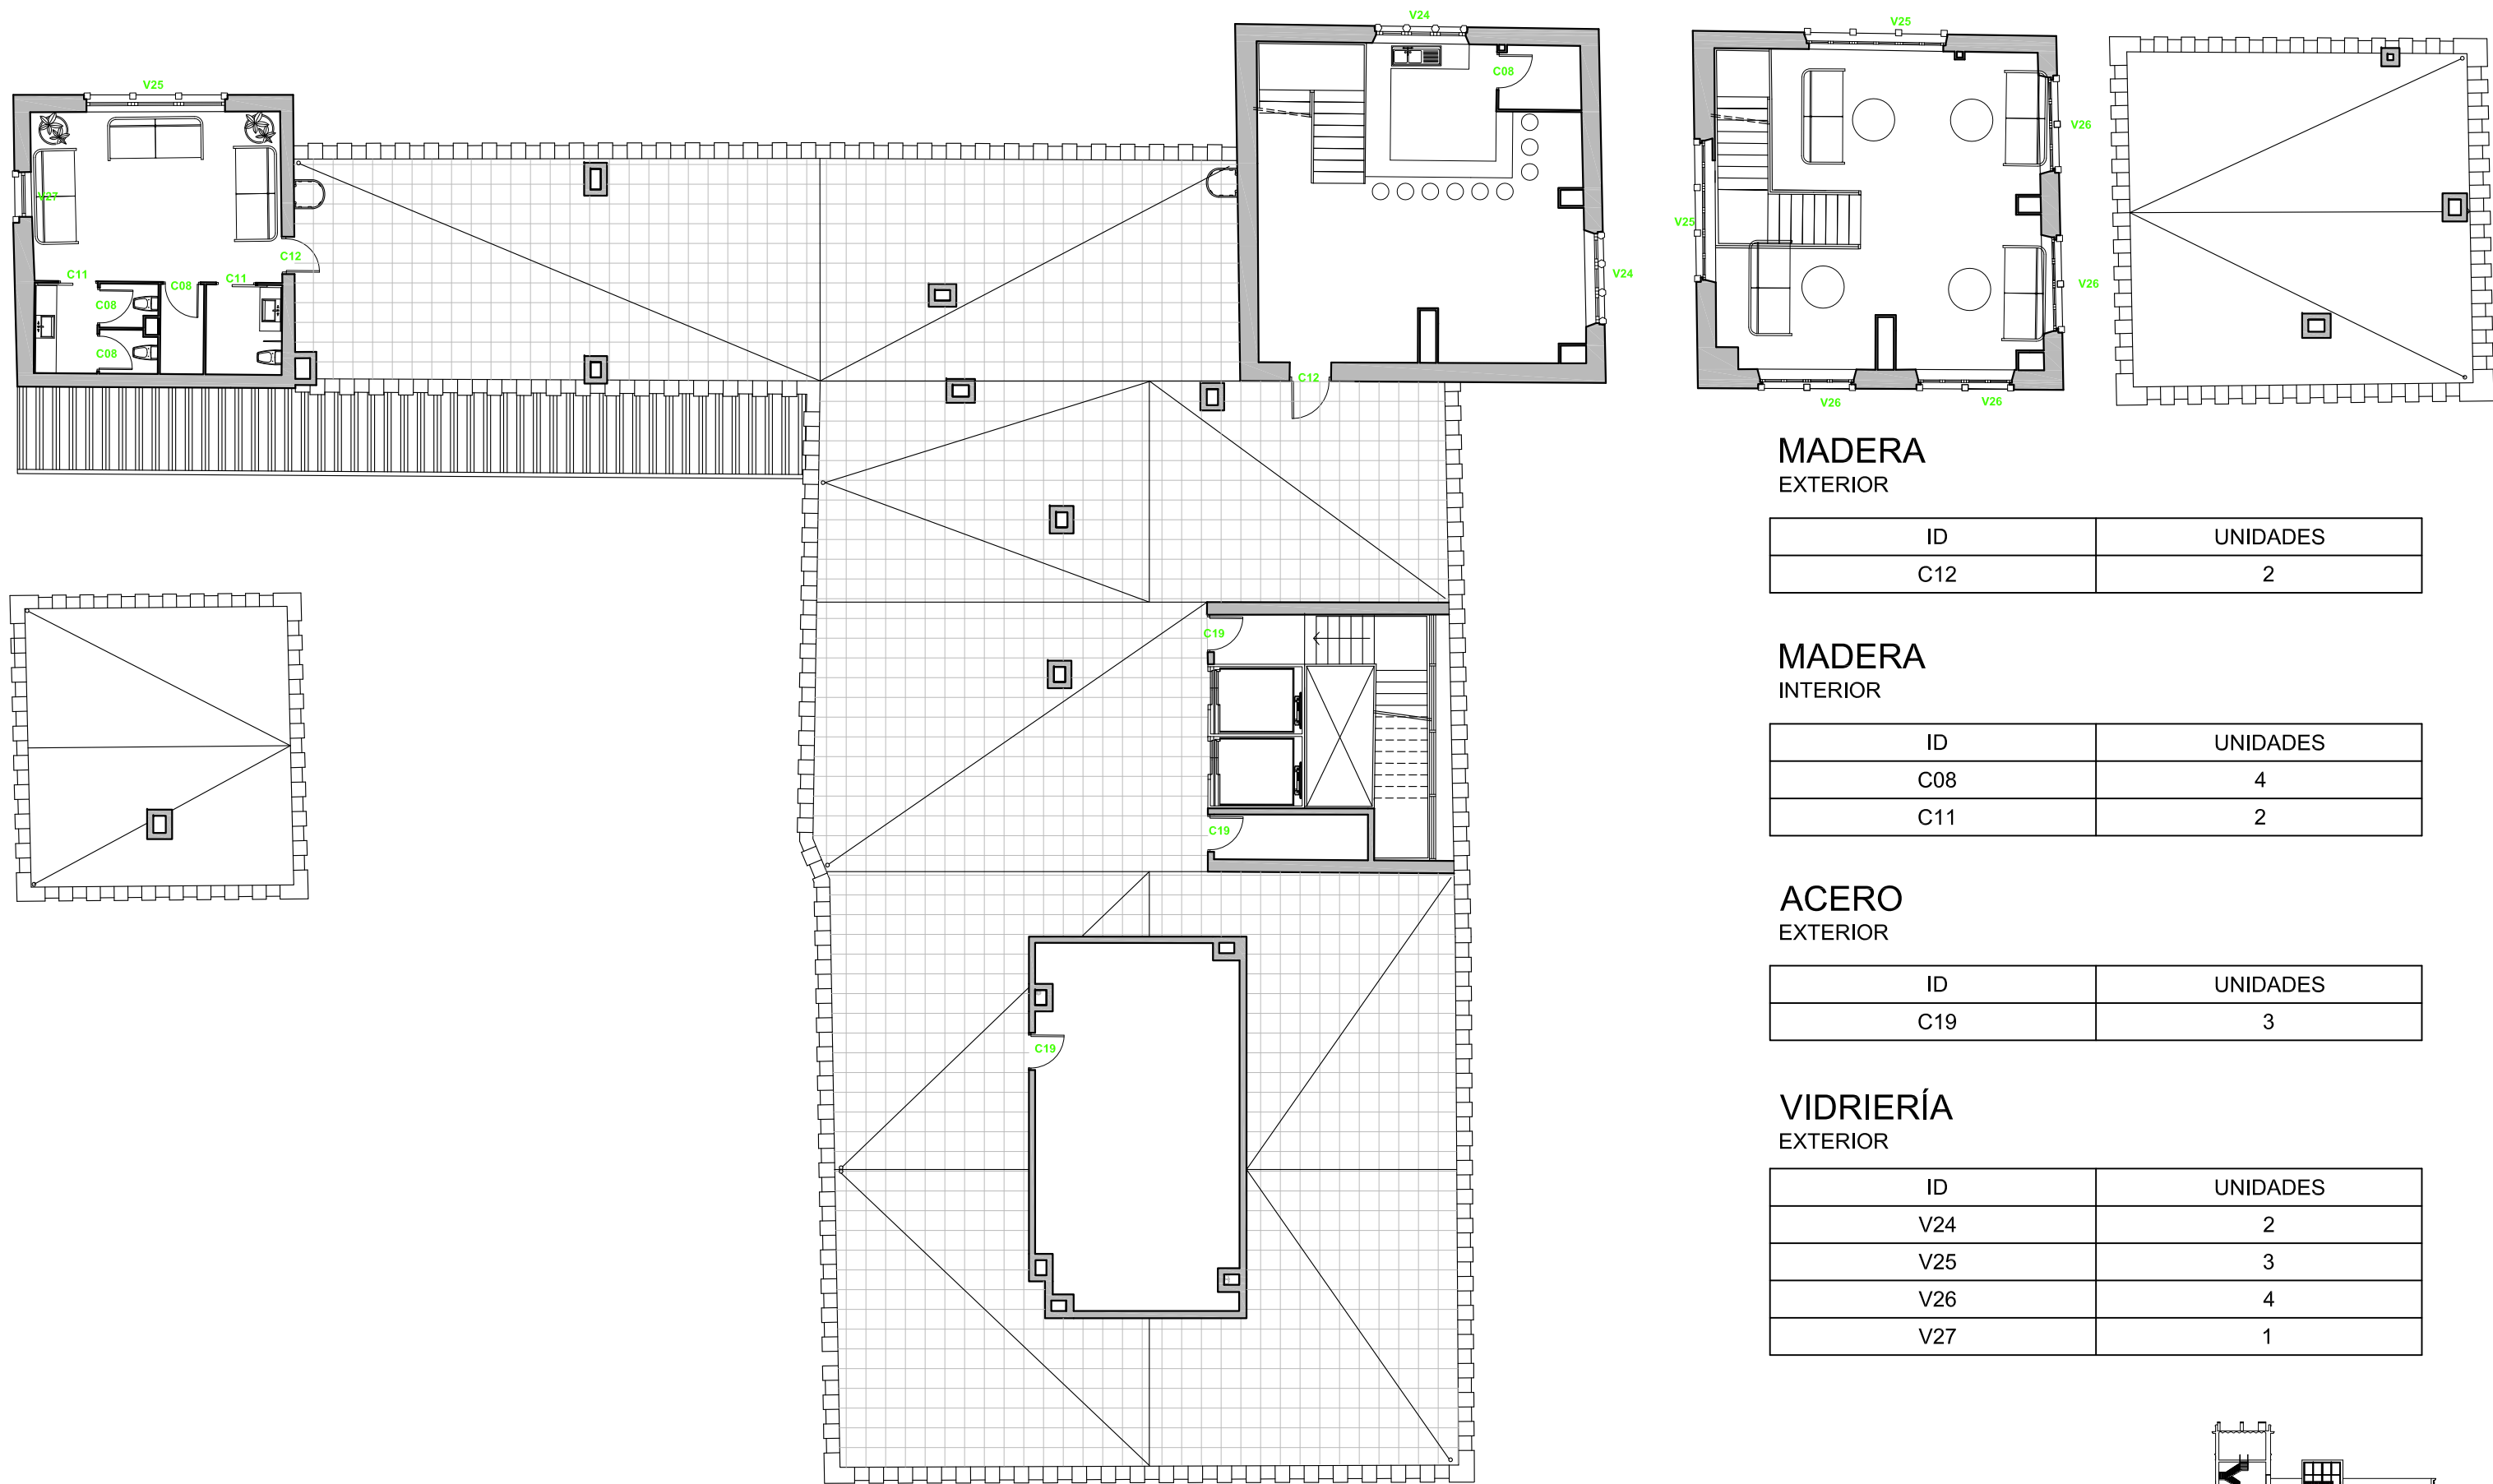 V24
V25
V25
C08
V26
V27
V25
C12
V24
C11
C08
C11
V26
C08
C08
C12
V26
V26
MADERA
EXTERIOR
ID UNIDADES
C12 2
C19
MADERA
INTERIOR
ID UNIDADES
C08 4
C11 2
C19
ACERO
EXTERIOR
ID UNIDADES
C19 3
C19
VIDRIERÍA
EXTERIOR
ID UNIDADES
V24 2
V25 3
V26 4
V27 1